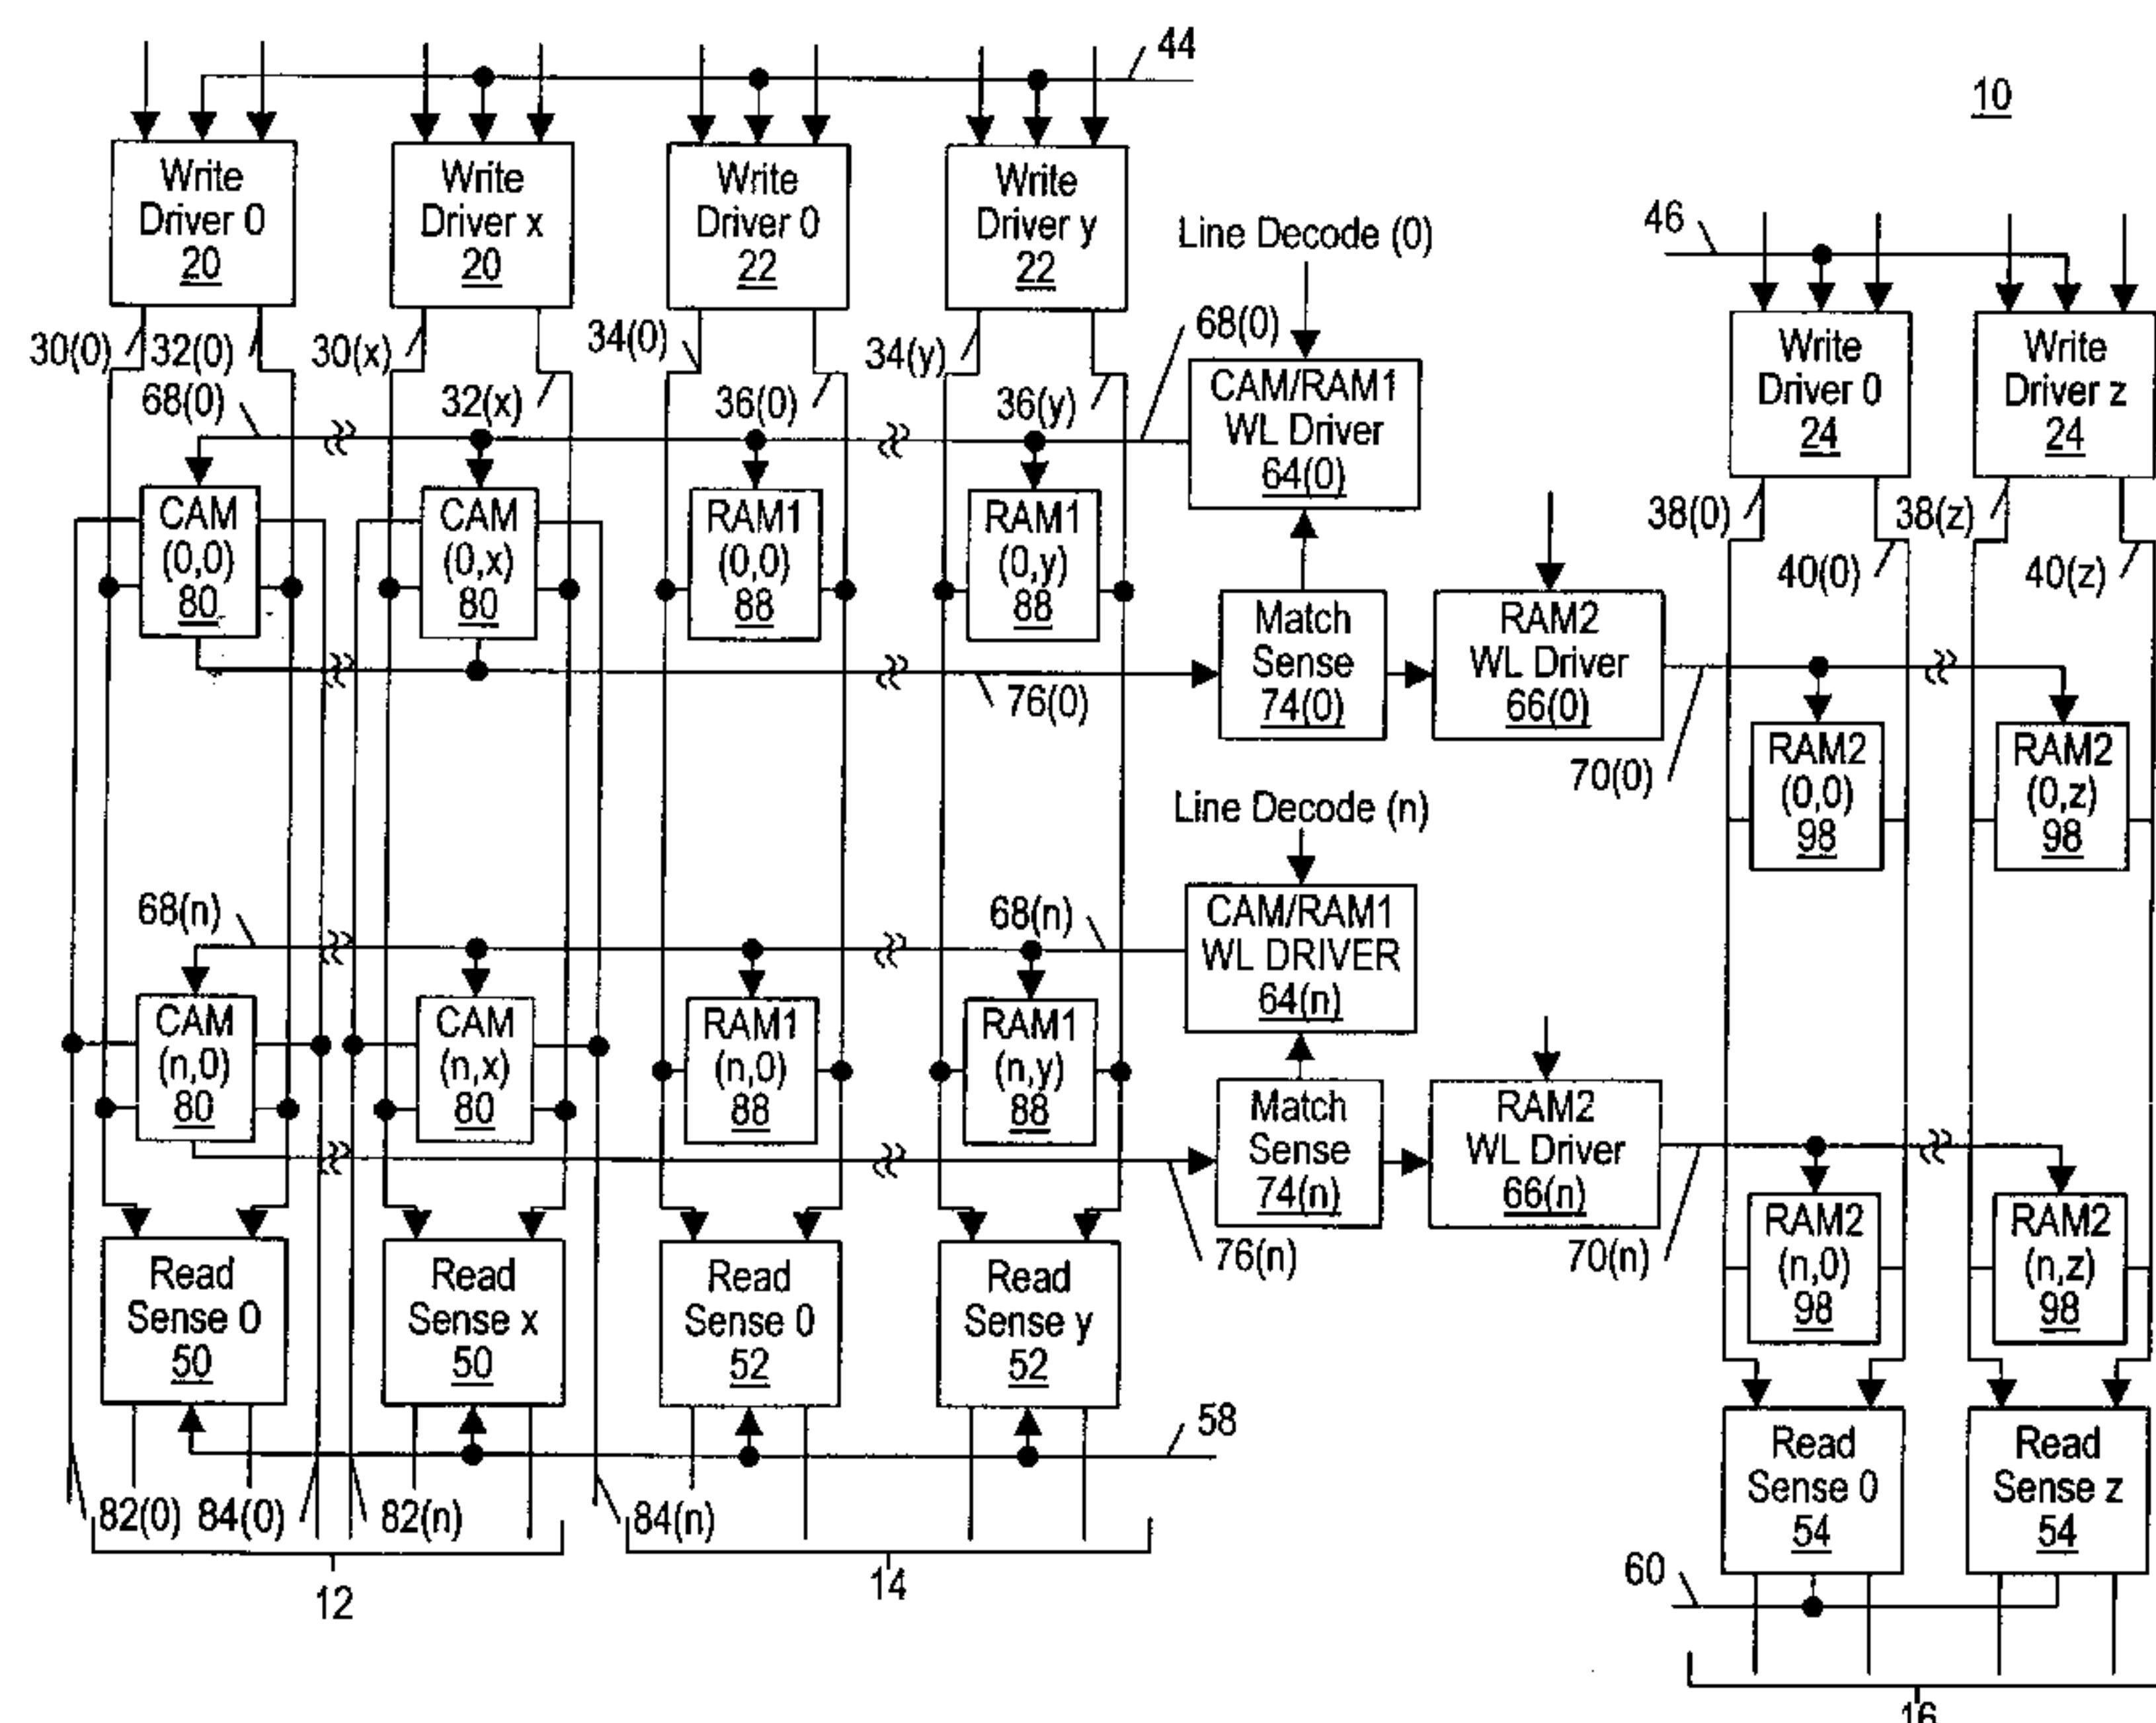 44
10
Write
Driver 0
20
Write
Driver x
20
Write
Driver 0
22
Write
Driver y
22
Line Decode (0)
46
30(0)
32(0)
30(x)
34(0)
34(y)
68(0)
68(0)
32(x)
36(0)
36(y)
CAM/RAM1
WL Driver
64(0)
Write
Driver 0
24
Write
Driver z
24
CAM
(0,0)
80
CAM
(0,x)
80
RAM1
(0,0)
88
RAM1
(0,y)
88
38(0)
38(z)
40(0)
40(z)
Match
Sense
74(0)
RAM2
WL Driver
66(0)
76(0)
70(0)
RAM2
(0,0)
98
RAM2
(0,z)
98
Line Decode (n)
68(n)
68(n)
CAM/RAM1
WL DRIVER
64(n)
CAM
(n,0)
80
CAM
(n,x)
80
RAM1
(n,0)
88
RAM1
(n,y)
88
Match
Sense
74(n)
RAM2
WL Driver
66(n)
76(n)
70(n)
RAM2
(n,0)
98
RAM2
(n,z)
98
Read
Sense 0
50
Read
Sense x
50
Read
Sense 0
52
Read
Sense y
52
58
Read
Sense 0
54
Read
Sense z
54
82(0)
84(0)
82(n)
84(n)
12
14
60
16